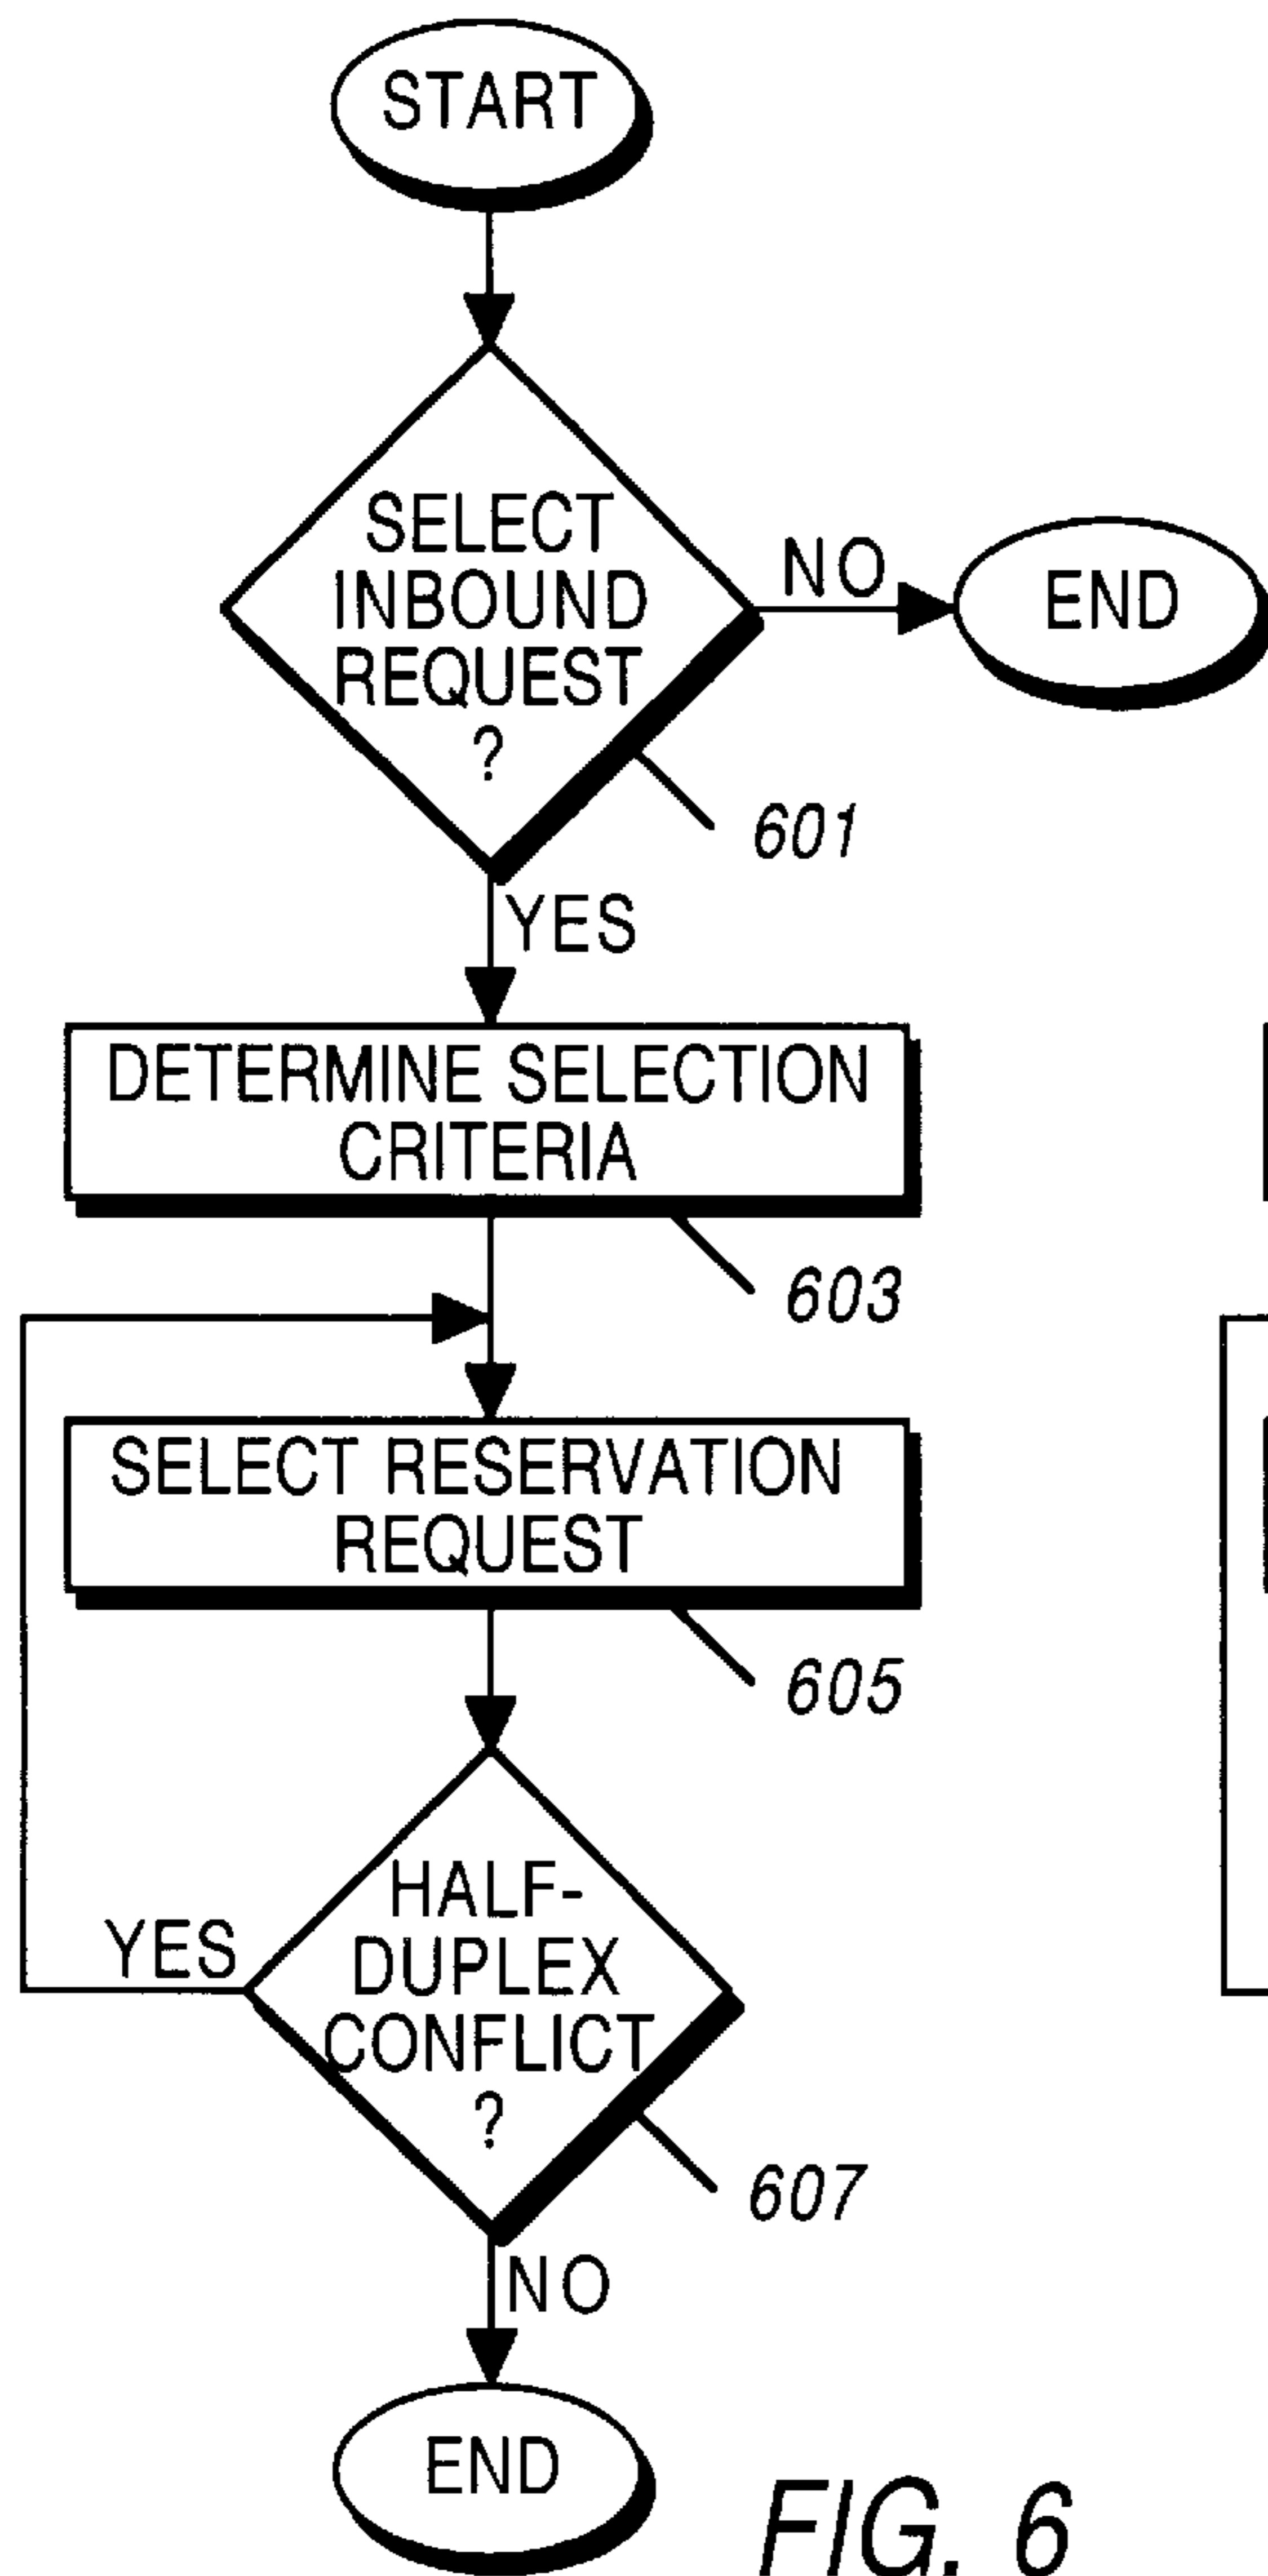 START
SELECT
INBOUND
REQUEST
?
NO
END
601
YES
DETERMINE SELECTION
CRITERIA
603
SELECT RESERVATION
REQUEST
605
HALF-
DUPLEX
CONFLICT
?
YES
607
NO
END
FIG. 6